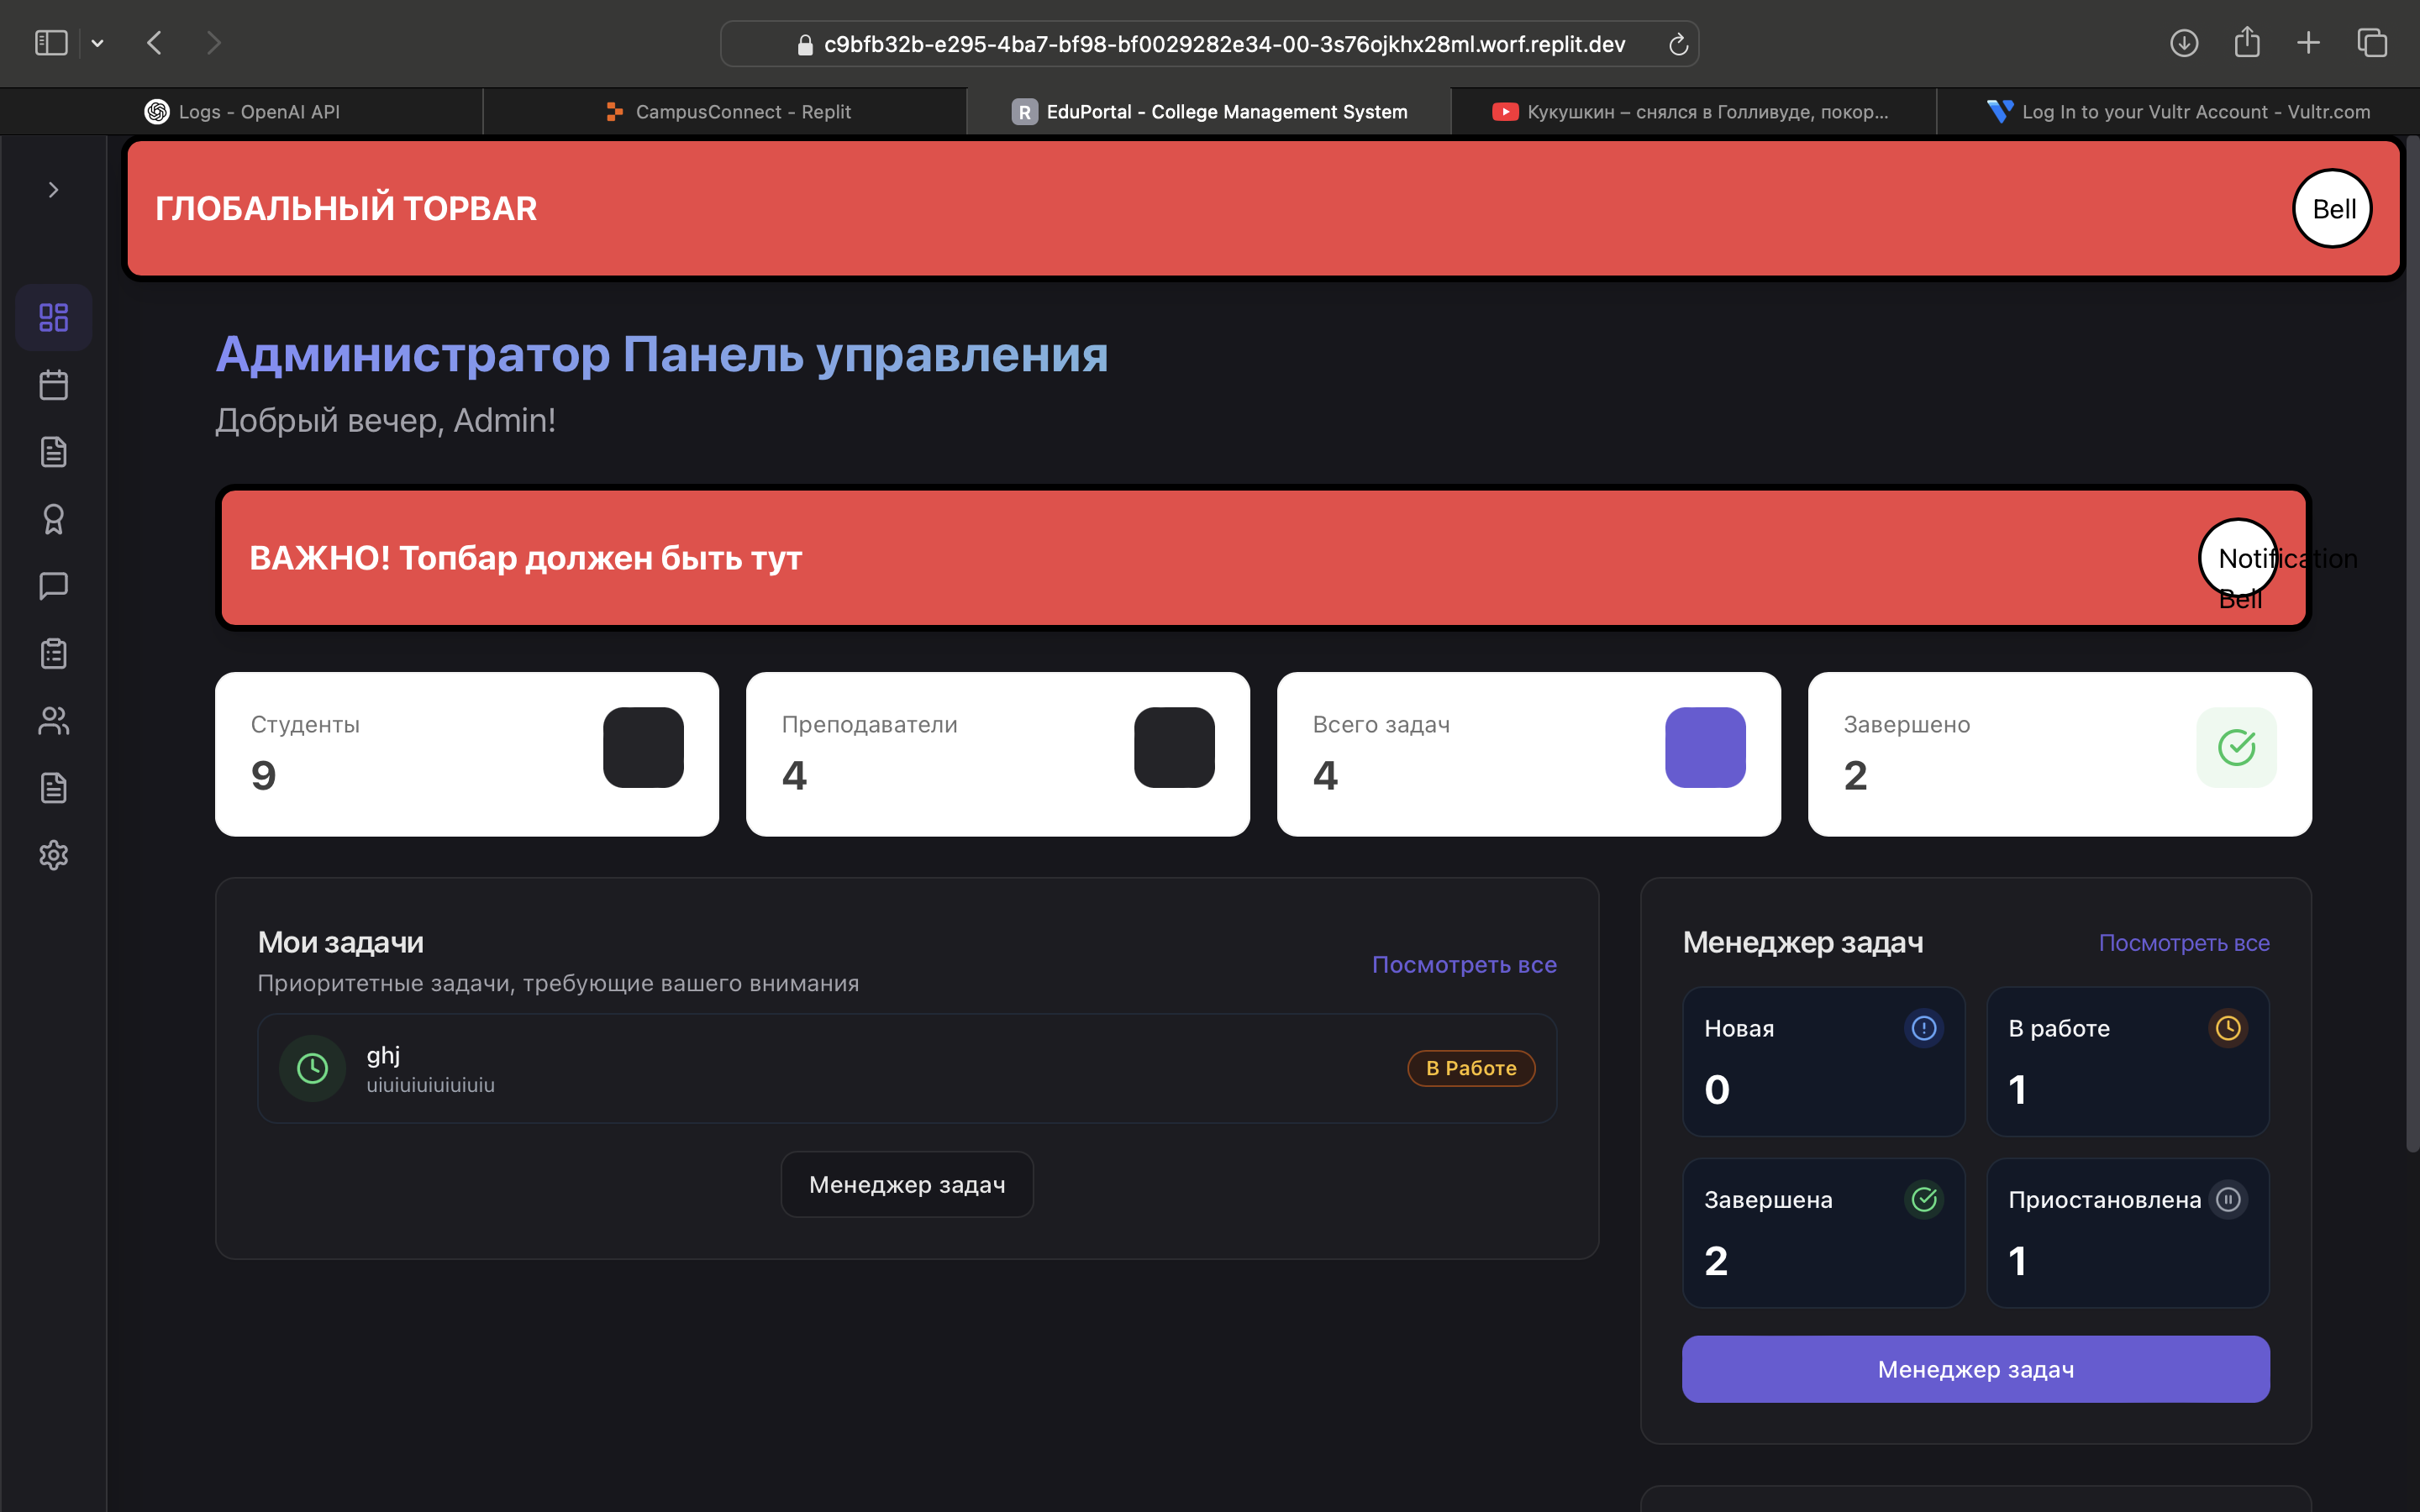 c9bfb32b-e295-4ba7-bf98-bf0029282e34-00-3s76ojkhx28ml.worf.replit.dev
Logs - OpenAI API
CampusConnect - Replit
R EduPortal - College Management System
Кукушкин – снялся в Голливуде, покор...
Log In to your Vultr Account - Vultr.com
ГЛОБАЛЬНЫЙ TOPBAR
Bell
Администратор Панель управления
Добрый вечер, Admin!
ВАЖНО! Топбар должен быть тут
Notification
Bell
Студенты
9
Преподаватели
4
Всего задач
4
Завершено
2
Мои задачи
Приоритетные задачи, требующие вашего внимания
Посмотреть все
ghj
uiuiuiuiuiuiuiu
В Работе
Менеджер задач
Менеджер задач
Посмотреть все
Новая
0
В работе
1
Завершена
2
Приостановлена
1
Менеджер задач